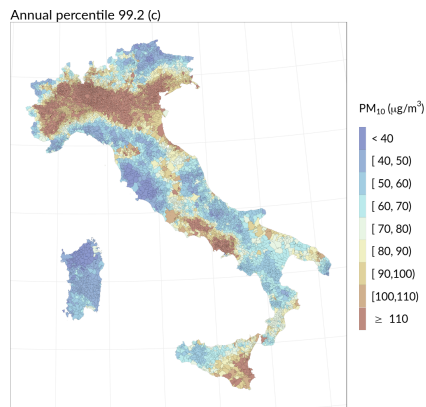 Annual percentile 99.2 (c)
PM₁₀ (μg/m³)
< 40
[ 40, 50)
[ 50, 60)
[ 60, 70)
[ 70, 80)
[ 80, 90)
[ 90,100)
[100,110)
≥ 110